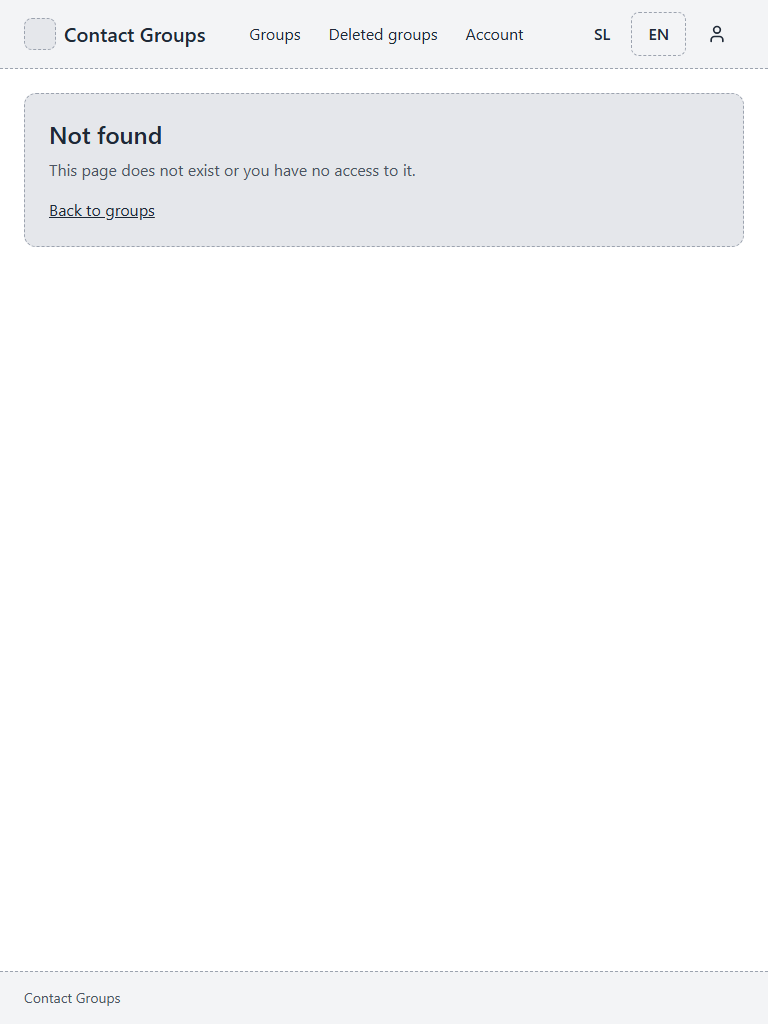 Contact Groups
Groups
Deleted groups
Account
SL
EN
Not found
This page does not exist or you have no access to it.
Back to groups
Contact Groups